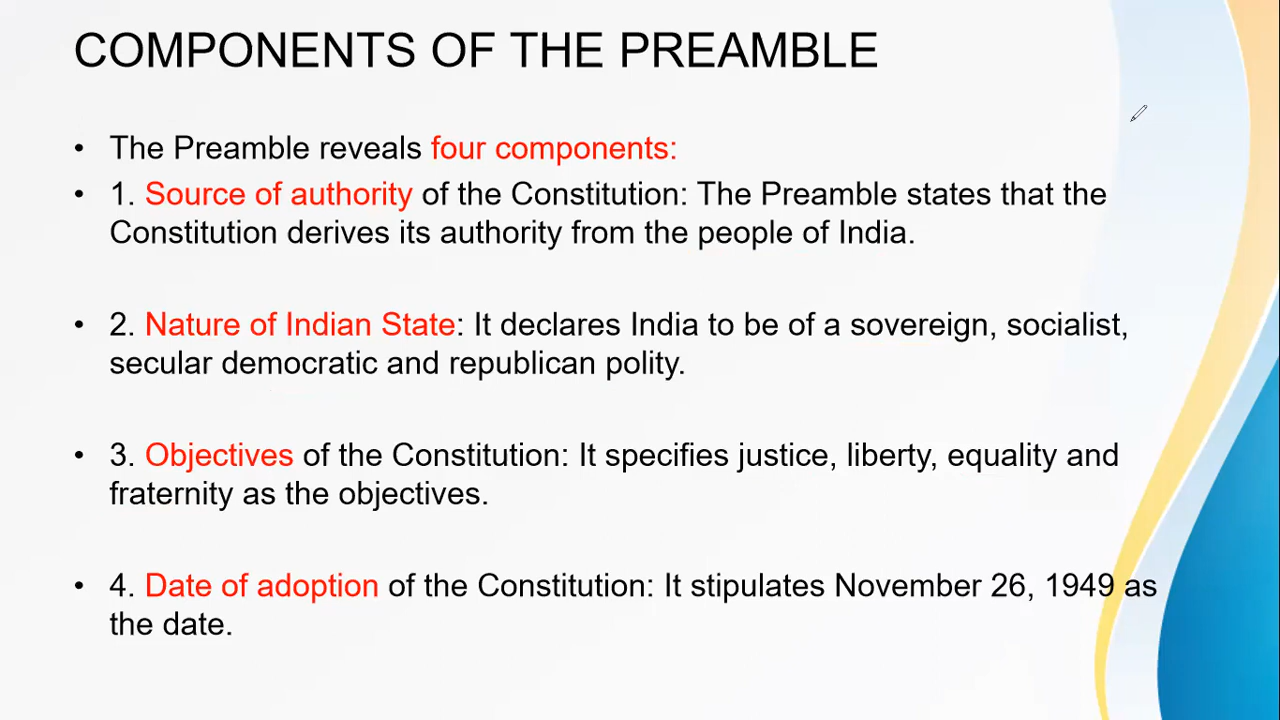 COMPONENTS OF THE PREAMBLE
• The Preamble reveals four components:
• 1. Source of authority of the Constitution: The Preamble states that the
Constitution derives its authority from the people of India.
• 2. Nature of Indian State: It declares India to be of a sovereign, socialist,
secular democratic and republican polity.
• 3. Objectives of the Constitution: It specifies justice, liberty, equality and
fraternity as the objectives.
• 4. Date of adoption of the Constitution: It stipulates November 26, 1949 as
the date.